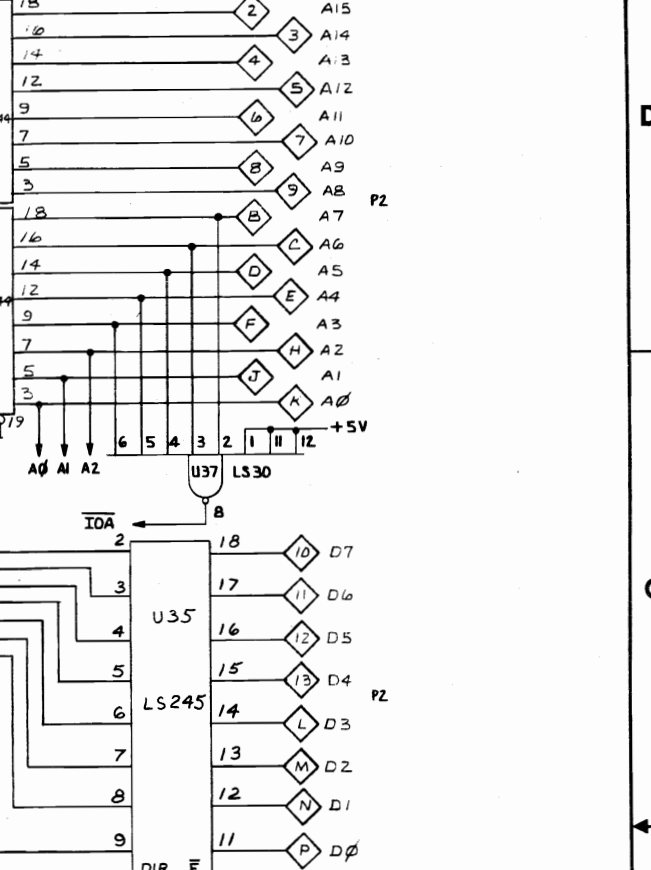 18 2 A15
16 3 A14
14 4 A13
12 5 A12
9 6 A11
7 7 A10
5 8 A9
3 9 A8
P2
18 B A7
16 C A6
14 D A5
12 E A4
9 F A3
7 H A2
5 J A1
3 K AØ
19
+5V
6 5 4 3 2 1 11 12
AØ A1 A2 U37 LS30
8
IOA
2 18 10 D7
3 17 11 D6
U35
4 16 12 D5
5 15 13 D4
LS245 P2
6 14 L D3
7 13 M D2
8 12 N D1
9 11 P DØ
DIR E
D